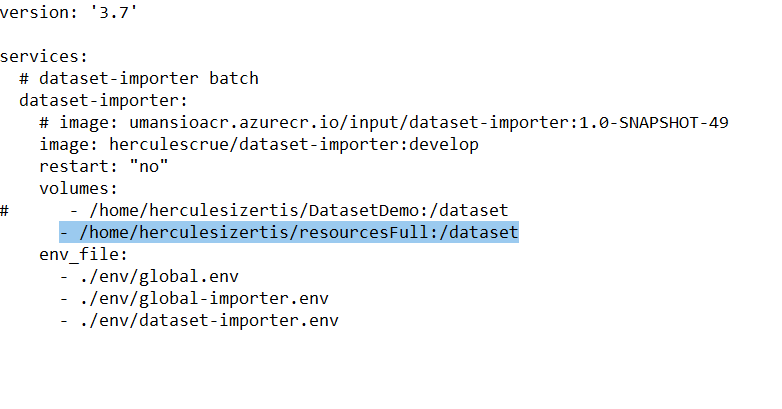 version: '3.7'

services:
  # dataset-importer batch
  dataset-importer:
    # image: umansioacr.azurecr.io/input/dataset-importer:1.0-SNAPSHOT-49
    image: herculescrue/dataset-importer:develop
    restart: "no"
    volumes:
#      - /home/herculesizertis/DatasetDemo:/dataset
      - /home/herculesizertis/resourcesFull:/dataset
    env_file:
      - ./env/global.env
      - ./env/global-importer.env
      - ./env/dataset-importer.env